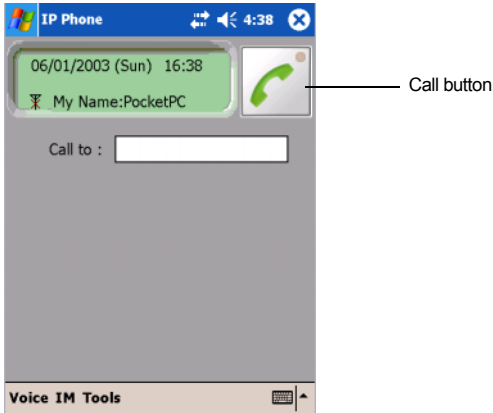 IP Phone 4:38
06/01/2003 (Sun) 16:38
My Name:PocketPC
Call button
Call to :
Voice IM Tools